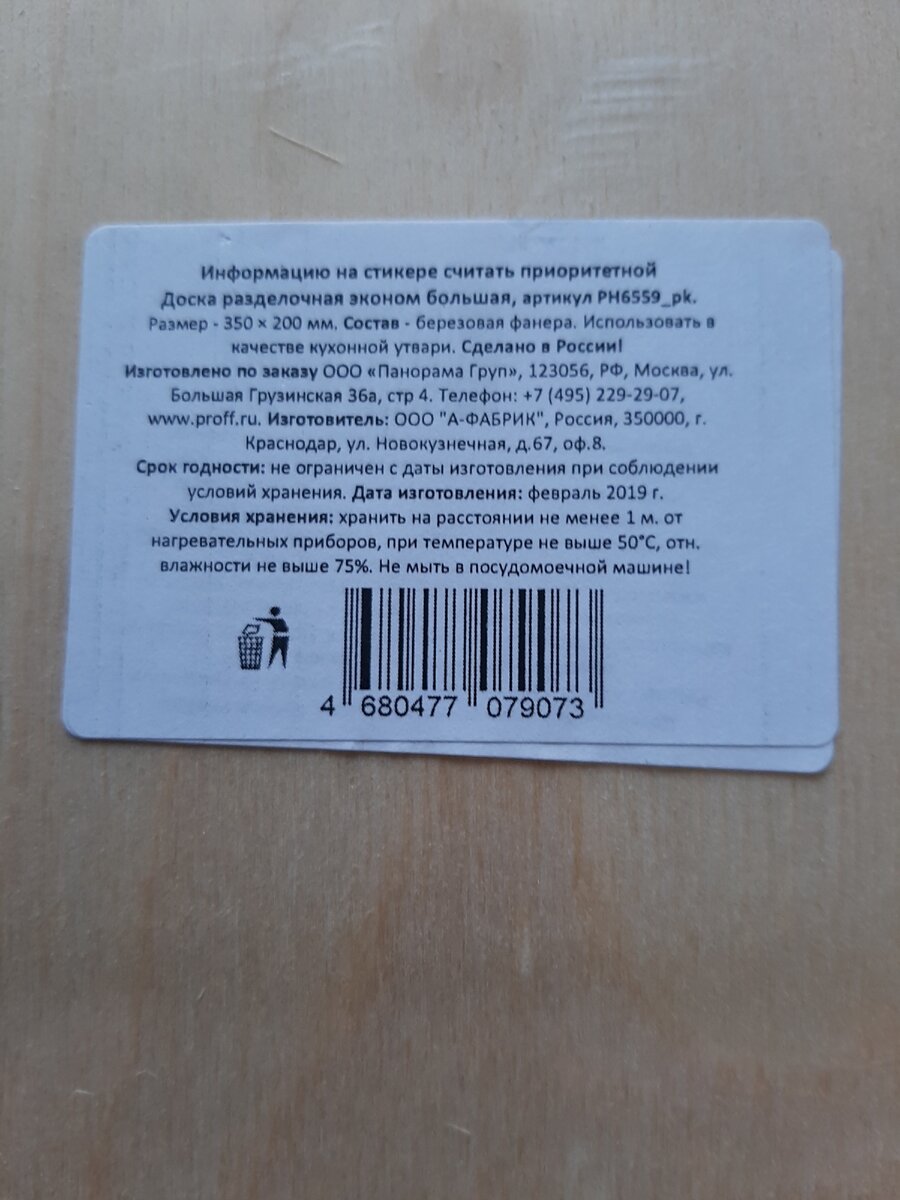 Информацию на стикере считать приоритетной
Доска разделочная эконом большая, артикул PH6559_pk.
Размер - 350 × 200 мм. Состав - березовая фанера. Использовать в
качестве кухонной утвари. Сделано в России!
Изготовлено по заказу ООО «Панорама Груп», 123056, РФ, Москва, ул.
Большая Грузинская 36а, стр 4. Телефон: +7 (495) 229-29-07,
www.proff.ru. Изготовитель: ООО "А-ФАБРИК", Россия, 350000, г.
Краснодар, ул. Новокузнечная, д.67, оф.8.
Срок годности: не ограничен с даты изготовления при соблюдении
условий хранения. Дата изготовления: февраль 2019 г.
Условия хранения: хранить на расстоянии не менее 1 м. от
нагревательных приборов, при температуре не выше 50°С, отн.
влажности не выше 75%. Не мыть в посудомоечной машине!
4 680477 079073